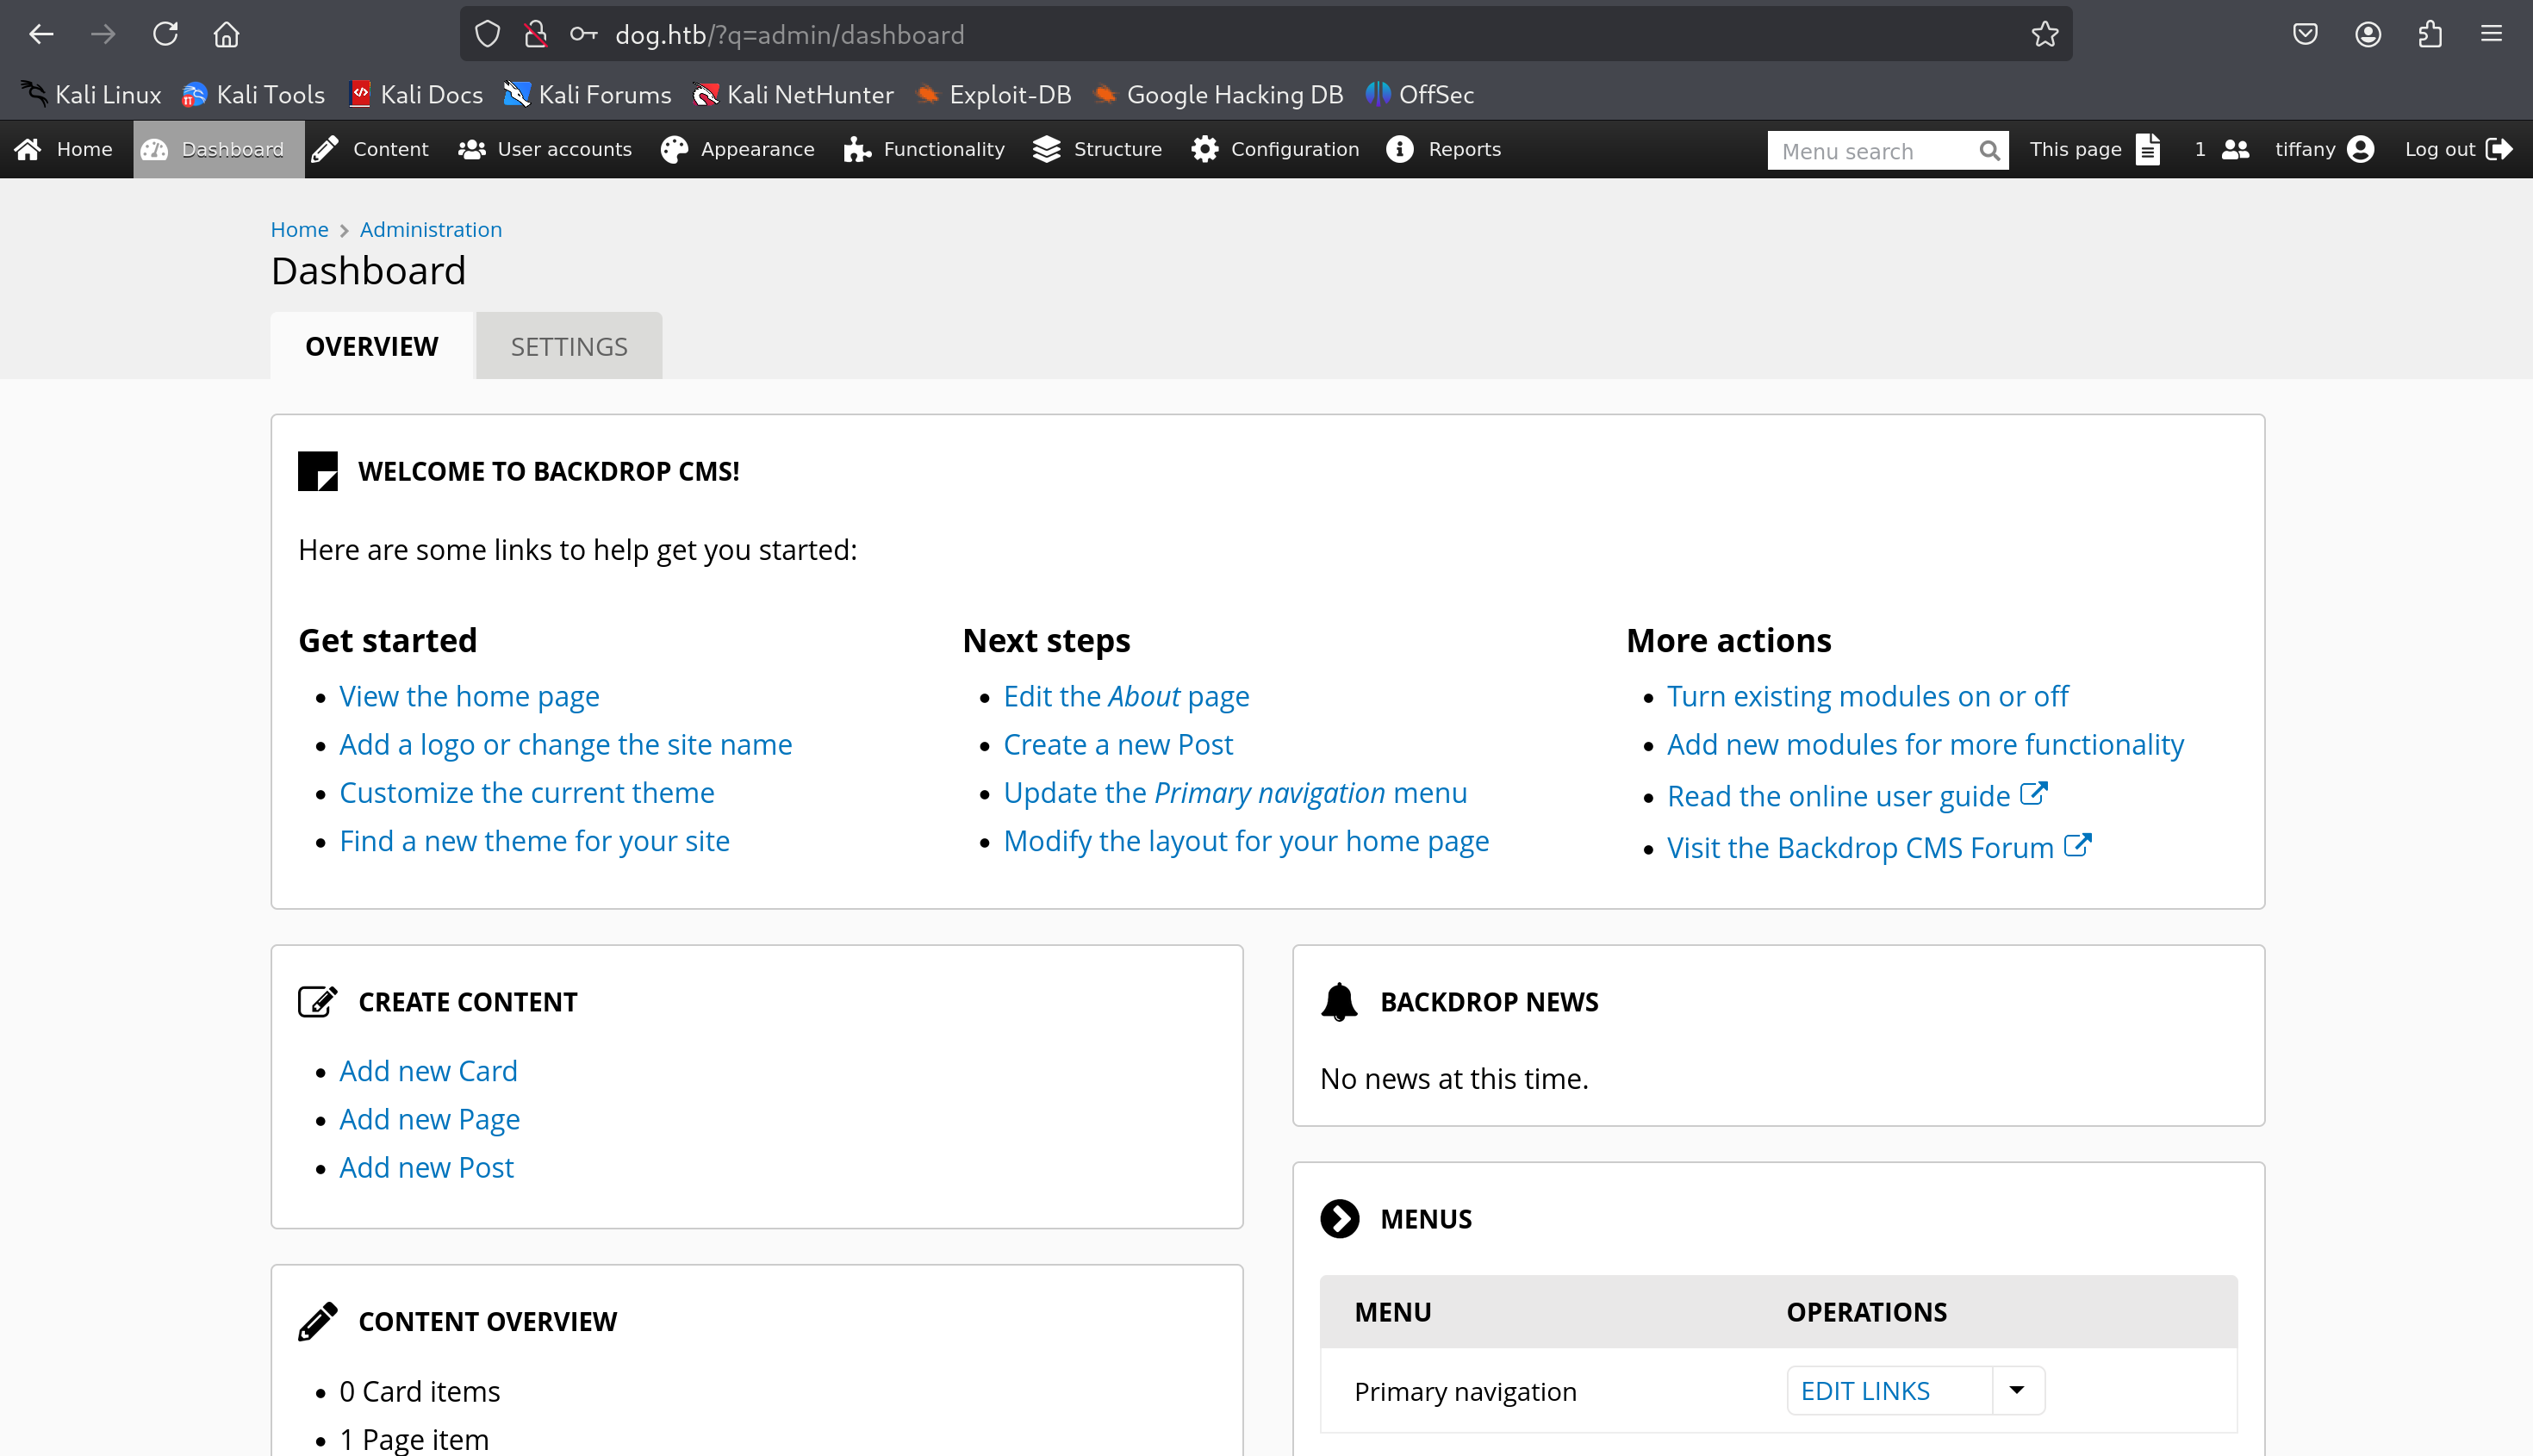 dog.htb/?q=admin/dashboard
Kali Linux Kali Tools Kali Docs Kali Forums Kali NetHunter Exploit-DB Google Hacking DB OffSec
Home Dashboard Content User accounts Appearance Functionality Structure Configuration Reports Menu search This page 1 tiffany Log out
Home Administration
Dashboard
OVERVIEW SETTINGS
WELCOME TO BACKDROP CMS!
Here are some links to help get you started:
Get started
View the home page
Add a logo or change the site name
Customize the current theme
Find a new theme for your site
Next steps
Edit the About page
Create a new Post
Update the Primary navigation menu
Modify the layout for your home page
More actions
Turn existing modules on or off
Add new modules for more functionality
Read the online user guide
Visit the Backdrop CMS Forum
CREATE CONTENT
Add new Card
Add new Page
Add new Post
CONTENT OVERVIEW
0 Card items
1 Page item
BACKDROP NEWS
No news at this time.
MENUS
MENU OPERATIONS
Primary navigation EDIT LINKS